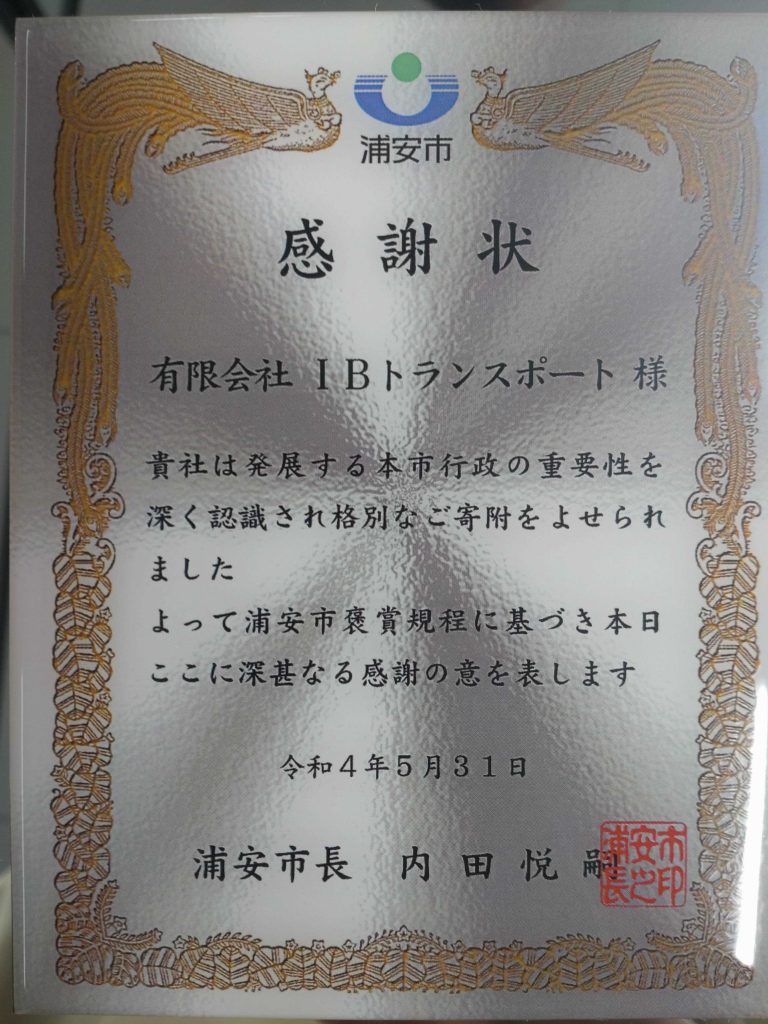 浦安市
感謝状
有限会社 IBトランスポート 様
貴社は発展する本市行政の重要性を
深く認識され格別なご寄附をよせられ
ました
よって浦安市褒賞規程に基づき本日
ここに深甚なる感謝の意を表します
令和4年5月31日
浦安市長 内田悦嗣
浦安市長之印